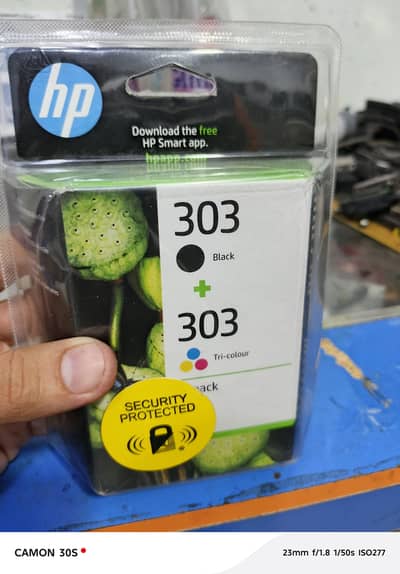 hp
Download the free
HP Smart app.
303
Black
+
303
Tri-colour
SECURITY
PROTECTED
CAMON 30S
23mm f/1.8 1/50s ISO277